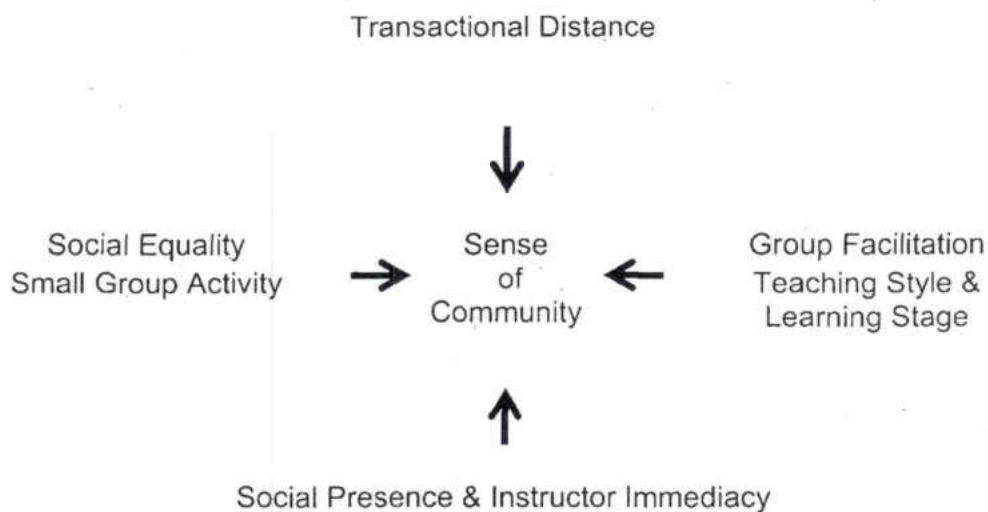 Transactional Distance
Social Equality
Small Group Activity
Sense
of
Community
Group Facilitation
Teaching Style &
Learning Stage
Social Presence & Instructor Immediacy